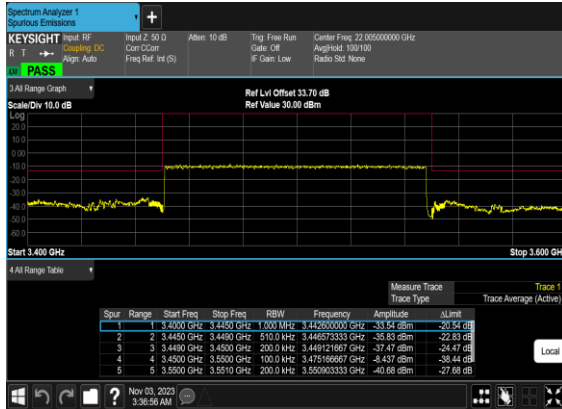 Spectrum Analyzer 1
Spurious Emissions
KEYSIGHT
R T
LXI PASS
Input: RF
Coupling: DC
Align: Auto
Input Z: 50 Ω
Corr CCorr
Freq Ref: Int (S)
Atten: 10 dB
Trig: Free Run
Gate: Off
IF Gain: Low
Center Freq: 22.005000000 GHz
Avg|Hold: 100/100
Radio Std: None
3 All Range Graph
Scale/Div 10.0 dB
Ref Lvl Offset 33.70 dB
Ref Value 30.00 dBm
Log
20.0
10.0
0.00
-10.0
-20.0
-30.0
-40.0
-50.0
-60.0
Start 3.400 GHz
Stop 3.600 GHz
4 All Range Table
Measure Trace Trace 1
Trace Type Trace Average (Active)
Spur Range Start Freq Stop Freq RBW Frequency Amplitude ΔLimit
1 1 3.4000 GHz 3.4450 GHz 1.000 MHz 3.442600000 GHz -33.54 dBm -20.54 dB
2 2 3.4450 GHz 3.4490 GHz 510.0 kHz 3.446573333 GHz -35.83 dBm -22.83 dB
3 3 3.4490 GHz 3.4500 GHz 200.0 kHz 3.449121667 GHz -37.47 dBm -24.47 dB
4 4 3.4500 GHz 3.5500 GHz 100.0 kHz 3.475166667 GHz -8.437 dBm -38.44 dB
5 5 3.5500 GHz 3.5510 GHz 200.0 kHz 3.550903333 GHz -40.68 dBm -27.68 dB
Local
Nov 03, 2023
3:36:56 AM